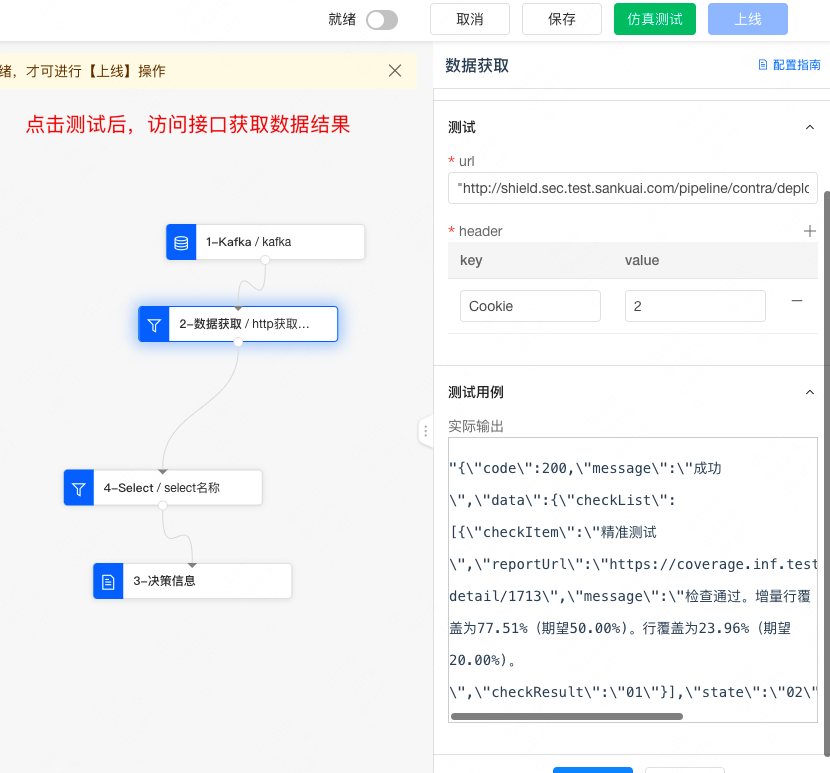 就绪
取消
保存
仿真测试
上线
绪，才可进行【上线】操作
点击测试后，访问接口获取数据结果
1-Kafka / kafka
2-数据获取 / http获取...
4-Select / select名称
3-决策信息
数据获取
配置指南
测试
* url
"http://shield.sec.test.sankuai.com/pipeline/contra/deplo
* header
key value
Cookie 2
测试用例
实际输出
"{\"code\":200,\"message\":\"成功
\",\"data\":{\"checkList\":
[{\"checkItem\":\"精准测试
\",\"reportUrl\":\"https://coverage.inf.test
detail/1713\",\"message\":\"检查通过。增量行覆
盖为77.51%（期望50.00%）。行覆盖为23.96%（期望
20.00%）。
\",\"checkResult\":\"01\"}],\"state\":\"02\"